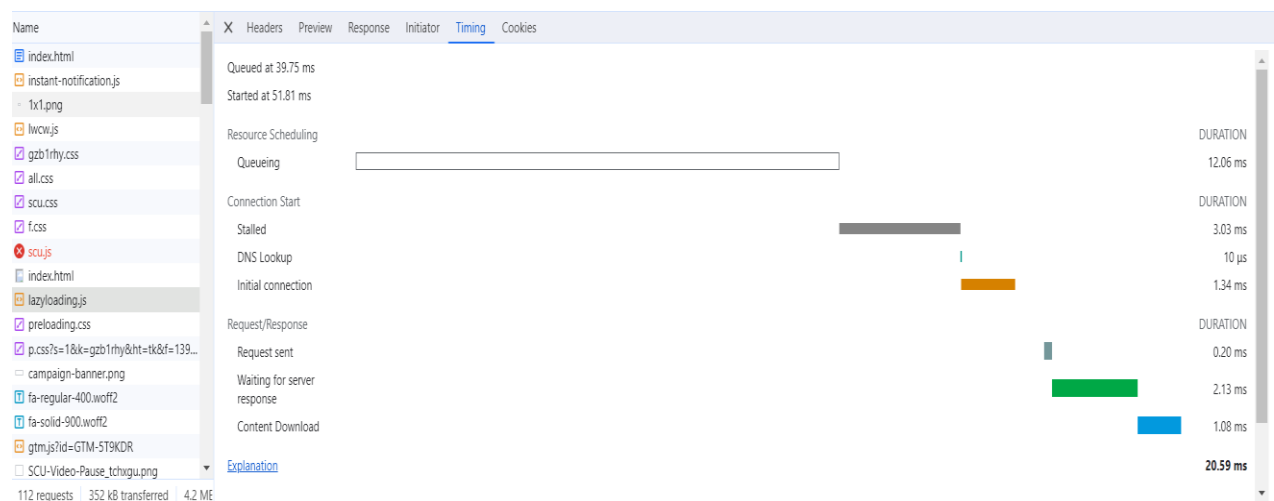 Name
index.html
instant-notification.js
1x1.png
lwcw.js
gzb1rhy.css
all.css
scu.css
f.css
scu.js
index.html
lazyloading.js
preloading.css
p.css?s=1&k=gzb1rhy&ht=tk&f=139...
campaign-banner.png
fa-regular-400.woff2
fa-solid-900.woff2
gtm.js?id=GTM-5T9KDR
SCU-Video-Pause_tchxgu.png
112 requests 352 kB transferred 4.2 ME
X Headers Preview Response Initiator Timing Cookies
Queued at 39.75 ms
Started at 51.81 ms
Resource Scheduling DURATION
Queueing 12.06 ms
Connection Start DURATION
Stalled 3.03 ms
DNS Lookup 10 μs
Initial connection 1.34 ms
Request/Response DURATION
Request sent 0.20 ms
Waiting for server
response 2.13 ms
Content Download 1.08 ms
Explanation 20.59 ms